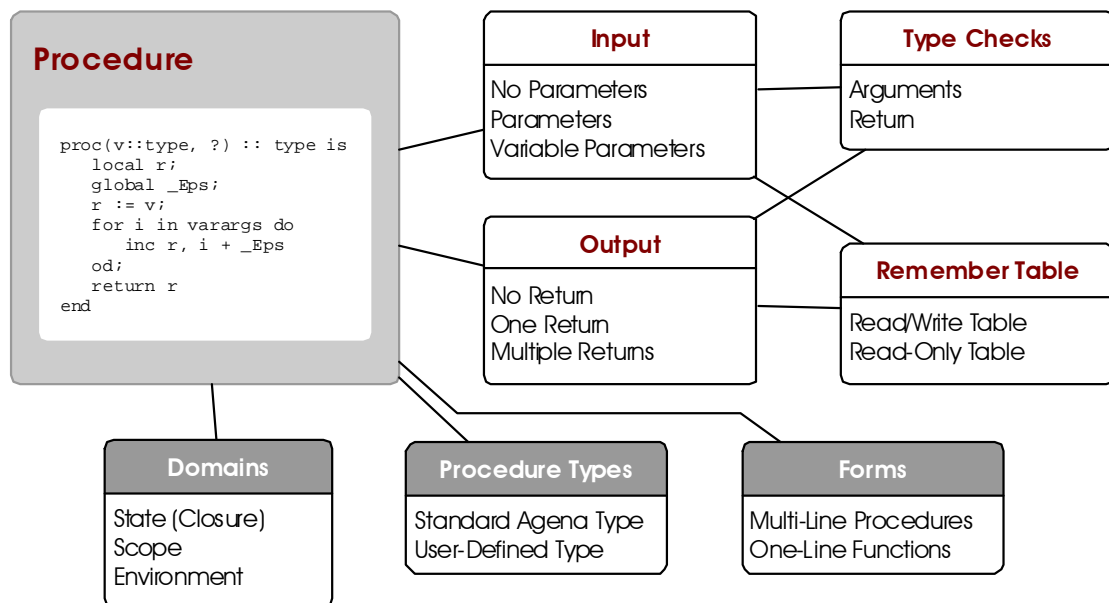 Procedure
proc(v::type, ?) :: type is
local r;
global _Eps;
r := v;
for i in varargs do
inc r, i + _Eps
od;
return r
end
Input
No Parameters
Parameters
Variable Parameters
Type Checks
Arguments
Return
Output
No Return
One Return
Multiple Returns
Remember Table
Read/Write Table
Read-Only Table
Domains
State (Closure)
Scope
Environment
Procedure Types
Standard Agena Type
User-Defined Type
Forms
Multi-Line Procedures
One-Line Functions